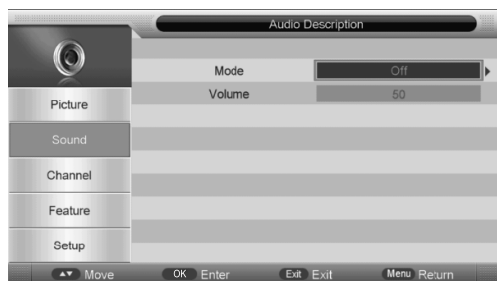 Audio Description
Mode Off
Volume 50
Picture
Sound
Channel
Feature
Setup
Move OK Enter Exit Exit Menu Return